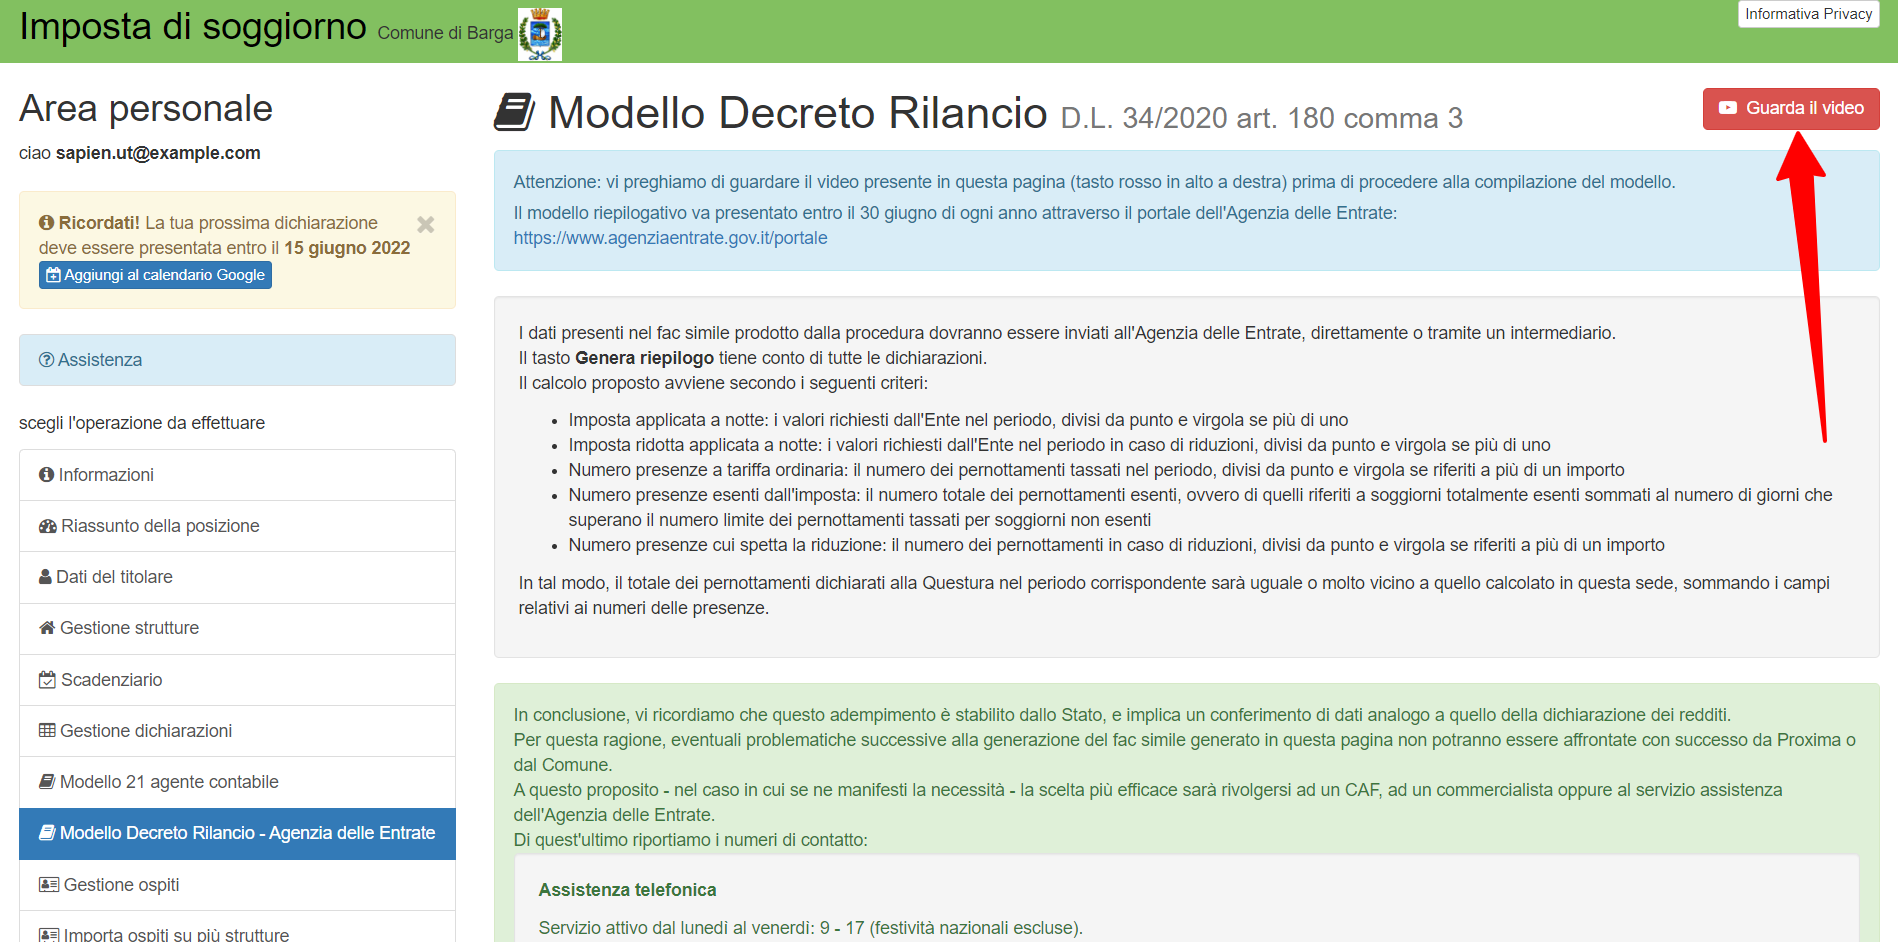 Imposta di soggiorno Comune di Barga
Informativa Privacy
Area personale
ciao sapien.ut@example.com
Ricordati! La tua prossima dichiarazione
deve essere presentata entro il 15 giugno 2022
Aggiungi al calendario Google
Assistenza
scegli l'operazione da effettuare
Informazioni
Riassunto della posizione
Dati del titolare
Gestione strutture
Scadenziario
Gestione dichiarazioni
Modello 21 agente contabile
Modello Decreto Rilancio - Agenzia delle Entrate
Gestione ospiti
Importa ospiti su più strutture
Modello Decreto Rilancio D.L. 34/2020 art. 180 comma 3
Guarda il video
Attenzione: vi preghiamo di guardare il video presente in questa pagina (tasto rosso in alto a destra) prima di procedere alla compilazione del modello.
Il modello riepilogativo va presentato entro il 30 giugno di ogni anno attraverso il portale dell'Agenzia delle Entrate:
https://www.agenziaentrate.gov.it/portale
I dati presenti nel fac simile prodotto dalla procedura dovranno essere inviati all'Agenzia delle Entrate, direttamente o tramite un intermediario.
Il tasto Genera riepilogo tiene conto di tutte le dichiarazioni.
Il calcolo proposto avviene secondo i seguenti criteri:
• Imposta applicata a notte: i valori richiesti dall'Ente nel periodo, divisi da punto e virgola se più di uno
• Imposta ridotta applicata a notte: i valori richiesti dall'Ente nel periodo in caso di riduzioni, divisi da punto e virgola se più di uno
• Numero presenze a tariffa ordinaria: il numero dei pernottamenti tassati nel periodo, divisi da punto e virgola se riferiti a più di un importo
• Numero presenze esenti dall'imposta: il numero totale dei pernottamenti esenti, ovvero di quelli riferiti a soggiorni totalmente esenti sommati al numero di giorni che
superano il numero limite dei pernottamenti tassati per soggiorni non esenti
• Numero presenze cui spetta la riduzione: il numero dei pernottamenti in caso di riduzioni, divisi da punto e virgola se riferiti a più di un importo
In tal modo, il totale dei pernottamenti dichiarati alla Questura nel periodo corrispondente sarà uguale o molto vicino a quello calcolato in questa sede, sommando i campi
relativi ai numeri delle presenze.
In conclusione, vi ricordiamo che questo adempimento è stabilito dallo Stato, e implica un conferimento di dati analogo a quello della dichiarazione dei redditi.
Per questa ragione, eventuali problematiche successive alla generazione del fac simile generato in questa pagina non potranno essere affrontate con successo da Proxima o
dal Comune.
A questo proposito - nel caso in cui se ne manifesti la necessità - la scelta più efficace sarà rivolgersi ad un CAF, ad un commercialista oppure al servizio assistenza
dell'Agenzia delle Entrate.
Di quest'ultimo riportiamo i numeri di contatto:
Assistenza telefonica
Servizio attivo dal lunedì al venerdì: 9 - 17 (festività nazionali escluse).